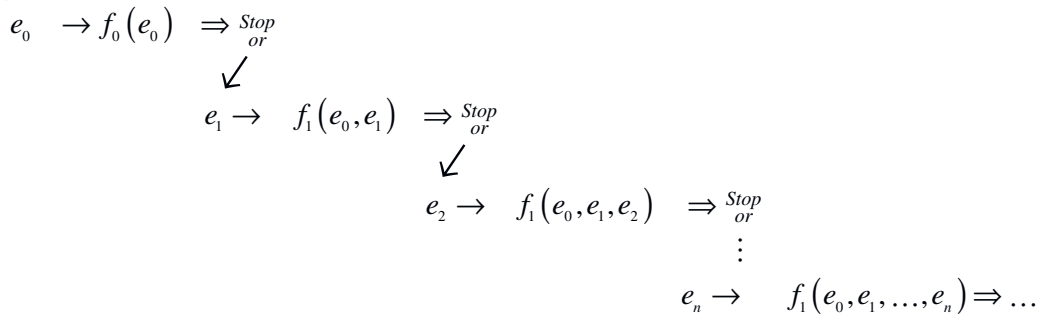 e₀ → f₀(e₀) ⇒ Stop or
↙
e₁ → f₁(e₀,e₁) ⇒ Stop or
↙
e₂ → f₁(e₀,e₁,e₂) ⇒ Stop or
⋮
eₙ → f₁(e₀,e₁,…,eₙ) ⇒ …